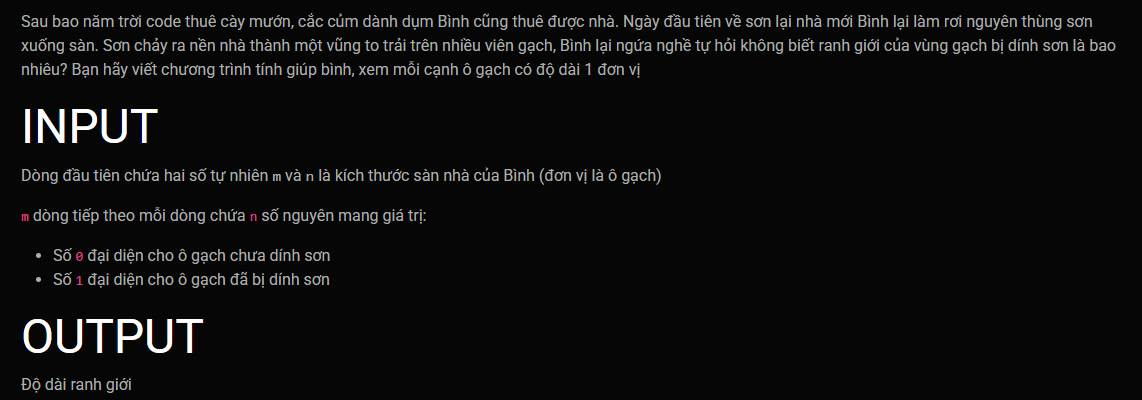 Sau bao năm trời code thuê cày mướn, cắc củm dành dụm Bình cũng thuê được nhà. Ngày đầu tiên về sơn lại nhà mới Bình lại làm rơi nguyên thùng sơn
xuống sàn. Sơn chảy ra nền nhà thành một vũng to trải trên nhiều viên gạch, Bình lại ngứa nghề tự hỏi không biết ranh giới của vùng gạch bị dính sơn là bao
nhiêu? Bạn hãy viết chương trình tính giúp bình, xem mỗi cạnh ô gạch có độ dài 1 đơn vị
INPUT
Dòng đầu tiên chứa hai số tự nhiên m và n là kích thước sàn nhà của Bình (đơn vị là ô gạch)
m dòng tiếp theo mỗi dòng chứa n số nguyên mang giá trị:
• Số 0 đại diện cho ô gạch chưa dính sơn
• Số 1 đại diện cho ô gạch đã bị dính sơn
OUTPUT
Độ dài ranh giới